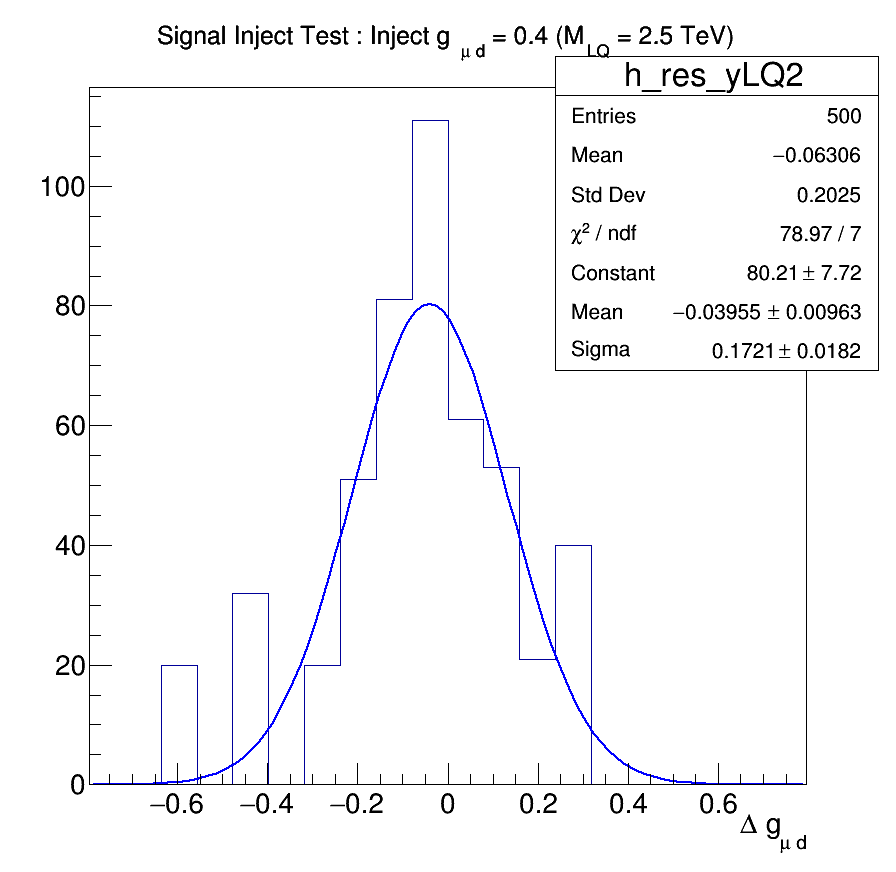 Signal Inject Test : Inject g μ d = 0.4 (M LQ = 2.5 TeV)
h_res_yLQ2
Entries 500
Mean −0.06306
Std Dev 0.2025
χ² / ndf 78.97 / 7
Constant 80.21 ± 7.72
Mean −0.03955 ± 0.00963
Sigma 0.1721 ± 0.0182
100
80
60
40
20
0
−0.6 −0.4 −0.2 0 0.2 0.4 0.6
Δ g μ d